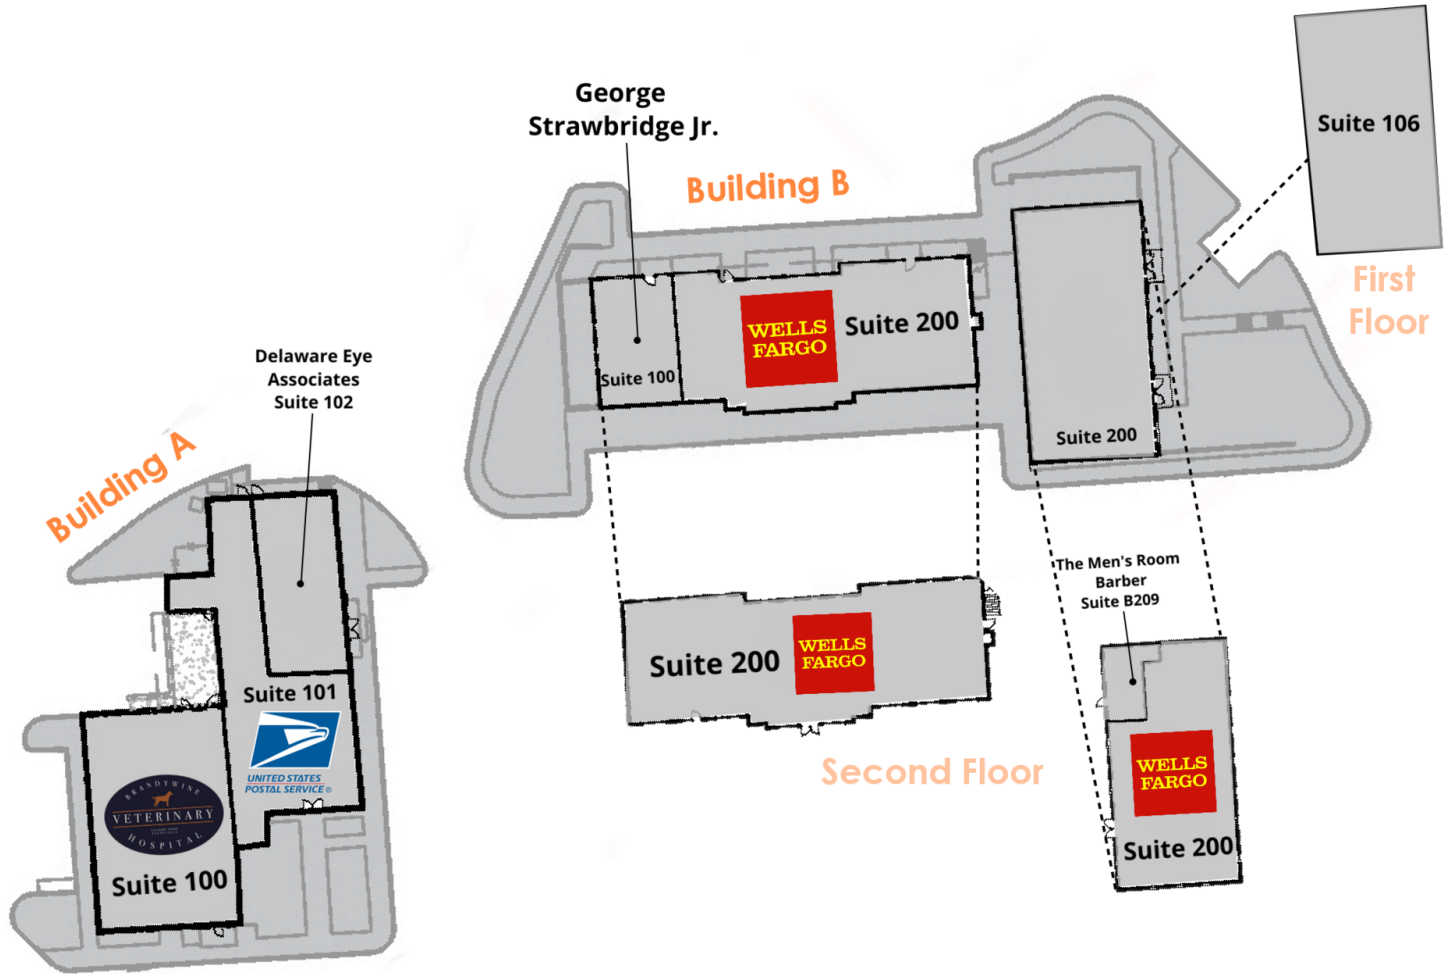 George
Strawbridge Jr.
Building B
Suite 106
First
Floor
WELLS
FARGO
Suite 200
Suite 100
Suite 200
Delaware Eye
Associates
Suite 102
Building A
The Men's Room
Barber
Suite B209
Suite 200
WELLS
FARGO
Second Floor
WELLS
FARGO
Suite 200
Suite 101
UNITED STATES
POSTAL SERVICE®
BRANDYWINE
VETERINARY
HOSPITAL
Suite 100